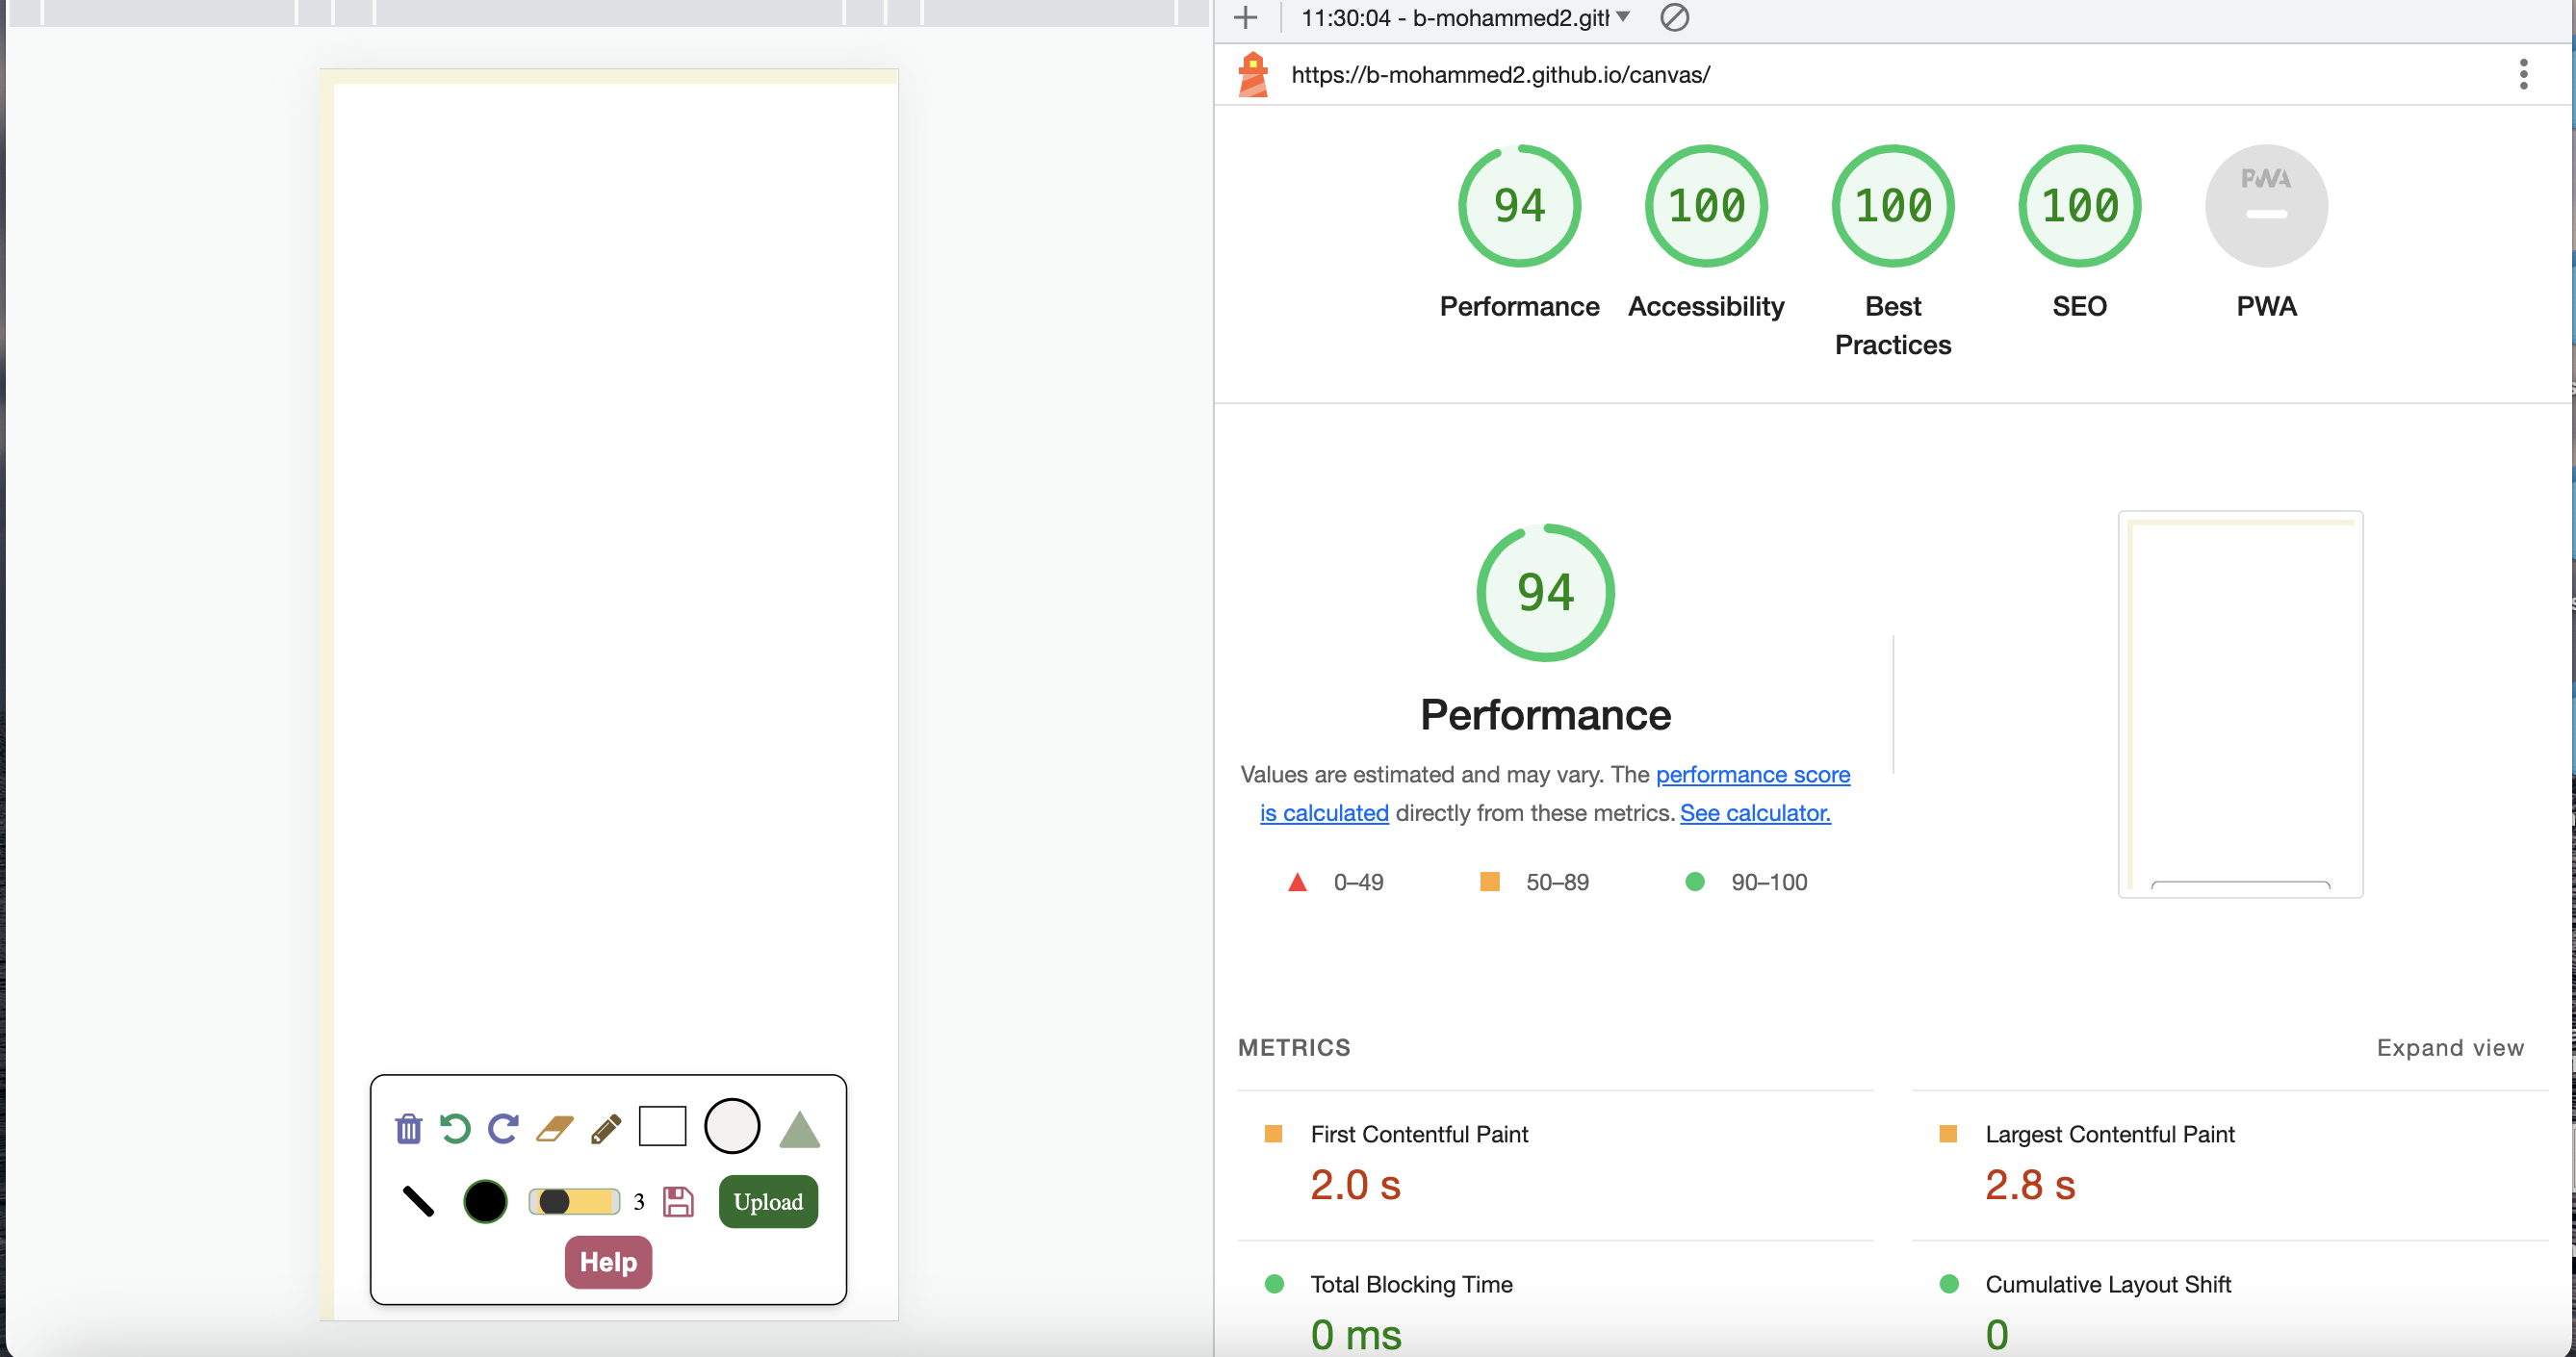 11:30:04 - b-mohammed2.gith
https://b-mohammed2.github.io/canvas/
94
100
100
100
PWA
Performance
Accessibility
Best
Practices
SEO
PWA
94
Performance
Values are estimated and may vary. The performance score
is calculated directly from these metrics. See calculator.
0–49
50–89
90–100
METRICS
Expand view
First Contentful Paint
2.0 s
Largest Contentful Paint
2.8 s
Total Blocking Time
0 ms
Cumulative Layout Shift
0
3
Upload
Help